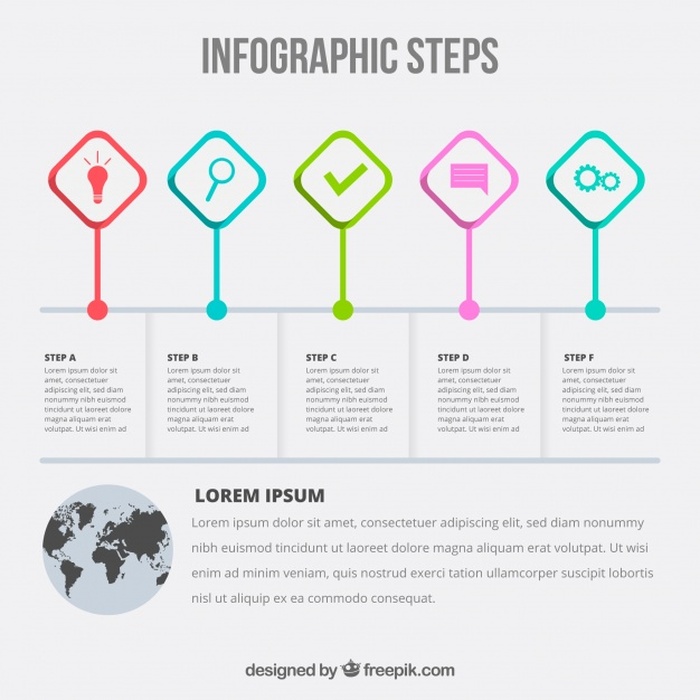 INFOGRAPHIC STEPS
STEP A
Lorem ipsum dolor sit
amet, consectetuer
adipiscing elit, sed diam
nonummy nibh euismod
tincidunt ut laoreet dolore
magna aliquam erat
volutpat. Ut wisi enim ad
STEP B
Lorem ipsum dolor sit
amet, consectetuer
adipiscing elit, sed diam
nonummy nibh euismod
tincidunt ut laoreet dolore
magna aliquam erat
volutpat. Ut wisi enim ad
STEP C
Lorem ipsum dolor sit
amet, consectetuer
adipiscing elit, sed diam
nonummy nibh euismod
tincidunt ut laoreet dolore
magna aliquam erat
volutpat. Ut wisi enim ad
STEP D
Lorem ipsum dolor sit
amet, consectetuer
adipiscing elit, sed diam
nonummy nibh euismod
tincidunt ut laoreet dolore
magna aliquam erat
volutpat. Ut wisi enim ad
STEP F
Lorem ipsum dolor sit
amet, consectetuer
adipiscing elit, sed diam
nonummy nibh euismod
tincidunt ut laoreet dolore
magna aliquam erat
volutpat. Ut wisi enim ad
LOREM IPSUM
Lorem ipsum dolor sit amet, consectetuer adipiscing elit, sed diam nonummy
nibh euismod tincidunt ut laoreet dolore magna aliquam erat volutpat. Ut wisi
enim ad minim veniam, quis nostrud exerci tation ullamcorper suscipit lobortis
nisl ut aliquip ex ea commodo consequat.
designed by freepik.com